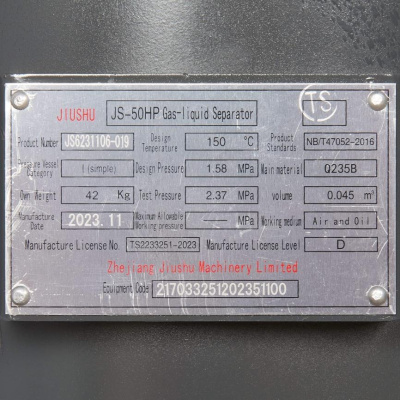 JIUSHU JS-50HP Gas-liquid Separator TS
Product Number JS6231106-019 Design Temperature 150 °C Product Standards NB/T47052-2016
Pressure Vessel Category I (simple) Design Pressure 1.58 MPa Main material Q235B
Own Weight 42 Kg Test Pressure 2.37 MPa volume 0.045 m³
Manufacture Date 2023.11 Maximum Allowable Working pressure —— MPa Working medium Air and Oil
Manufacture License No. TS2233251-2023 Manufacture License Level D
Zhejiang Jiushu Machinery Limited
Equipment Code 217033251202351100